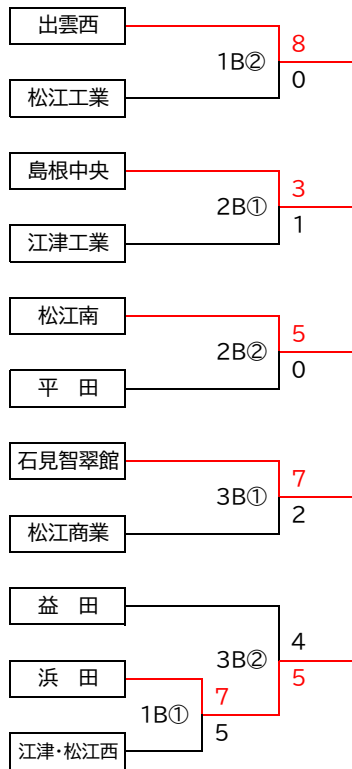 出雲西
8
1B②
0
松江工業
島根中央
3
2B①
1
江津工業
松江南
5
2B②
0
平 田
石見智翠館
7
3B①
2
松江商業
益 田
4
3B②
5
浜 田
7
1B①
5
江津・松江西